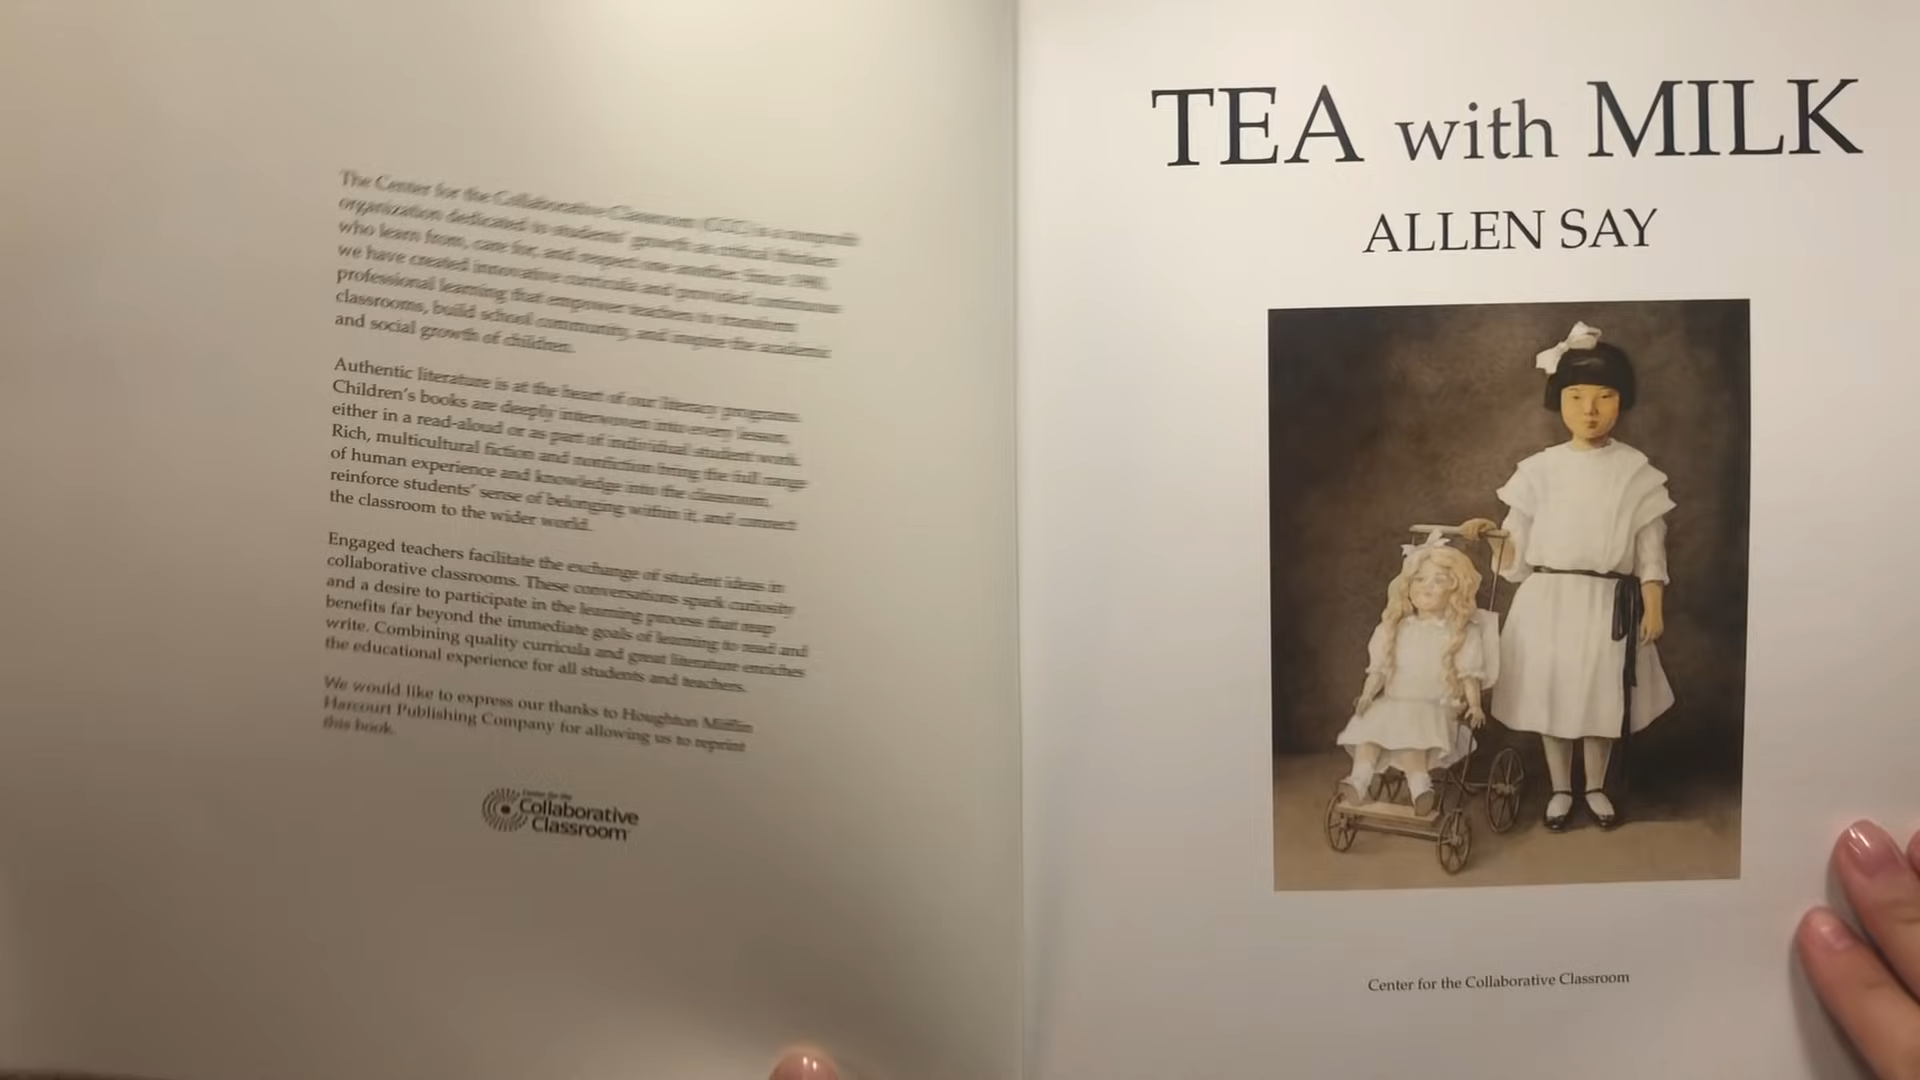 The Center for the Collaborative Classroom (CCC) is a nonprofit
organization dedicated to students' growth as critical thinkers
who learn from, care for, and respect one another. Since 1980,
we have created innovative curricula and provided continuous
professional learning that empower teachers to transform
classrooms, build school community, and inspire the academic
and social growth of children.
Authentic literature is at the heart of our literacy programs.
Children's books are deeply interwoven into every lesson,
either in a read-aloud or as part of individual student work.
Rich, multicultural fiction and nonfiction bring the full range
of human experience and knowledge into the classroom,
reinforce students' sense of belonging within it, and connect
the classroom to the wider world.
Engaged teachers facilitate the exchange of student ideas in
collaborative classrooms. These conversations spark curiosity
and a desire to participate in the learning process that reap
benefits far beyond the immediate goals of learning to read and
write. Combining quality curricula and great literature enriches
the educational experience for all students and teachers.
We would like to express our thanks to Houghton Mifflin
Harcourt Publishing Company for allowing us to reprint
this book.
Center for the
Collaborative
Classroom
TEA with MILK
ALLEN SAY
Center for the Collaborative Classroom